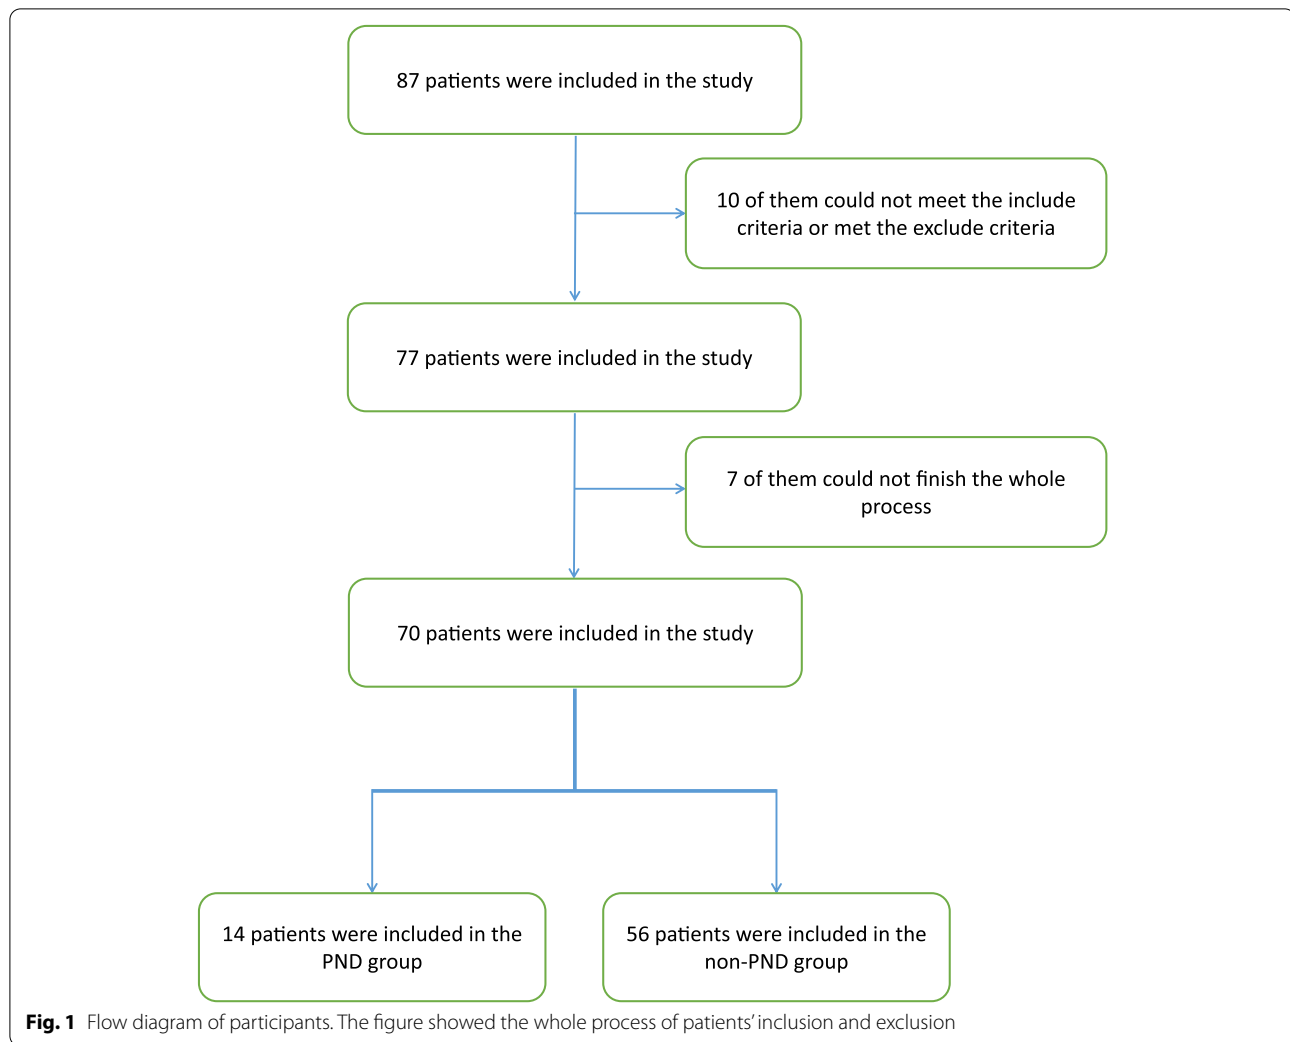 87 patients were included in the study
10 of them could not meet the include
criteria or met the exclude criteria
77 patients were included in the study
7 of them could not finish the whole
process
70 patients were included in the study
14 patients were included in the
PND group
56 patients were included in the
non-PND group
Fig. 1 Flow diagram of participants. The figure showed the whole process of patients' inclusion and exclusion